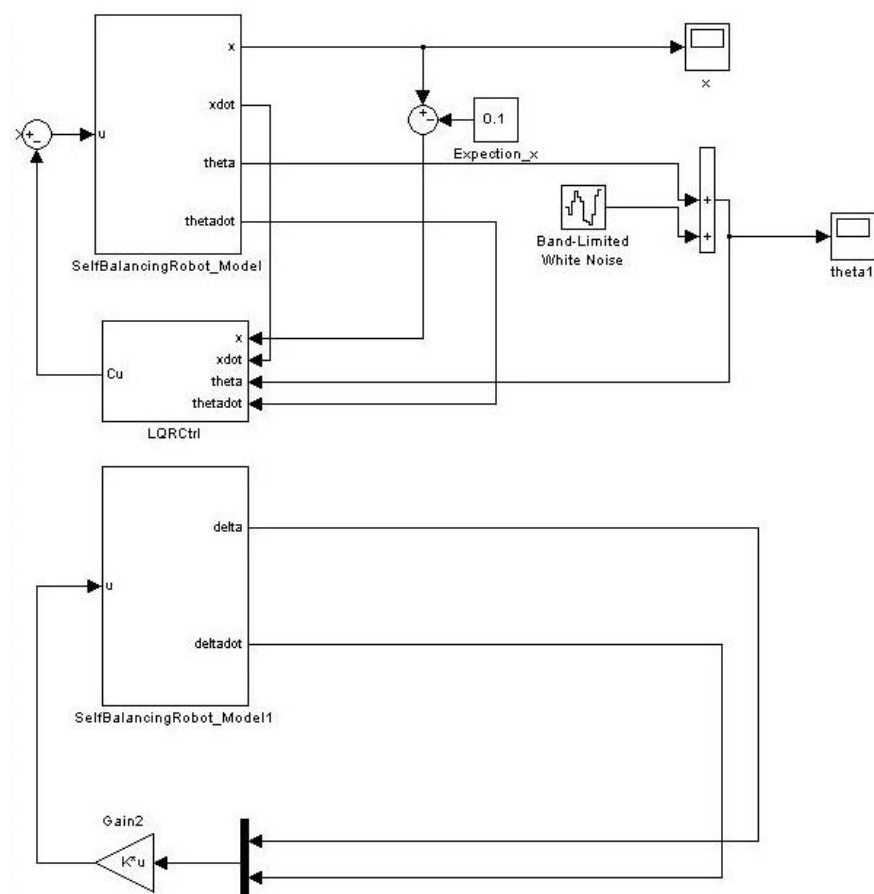 x
xdot
u
theta
thetadot
SelfBalancingRobot_Model
x
0.1
Expection_x
Band-Limited
White Noise
theta1
x
xdot
Cu
theta
thetadot
LQRCtrl
delta
u
deltadot
SelfBalancingRobot_Model1
Gain2
K*u